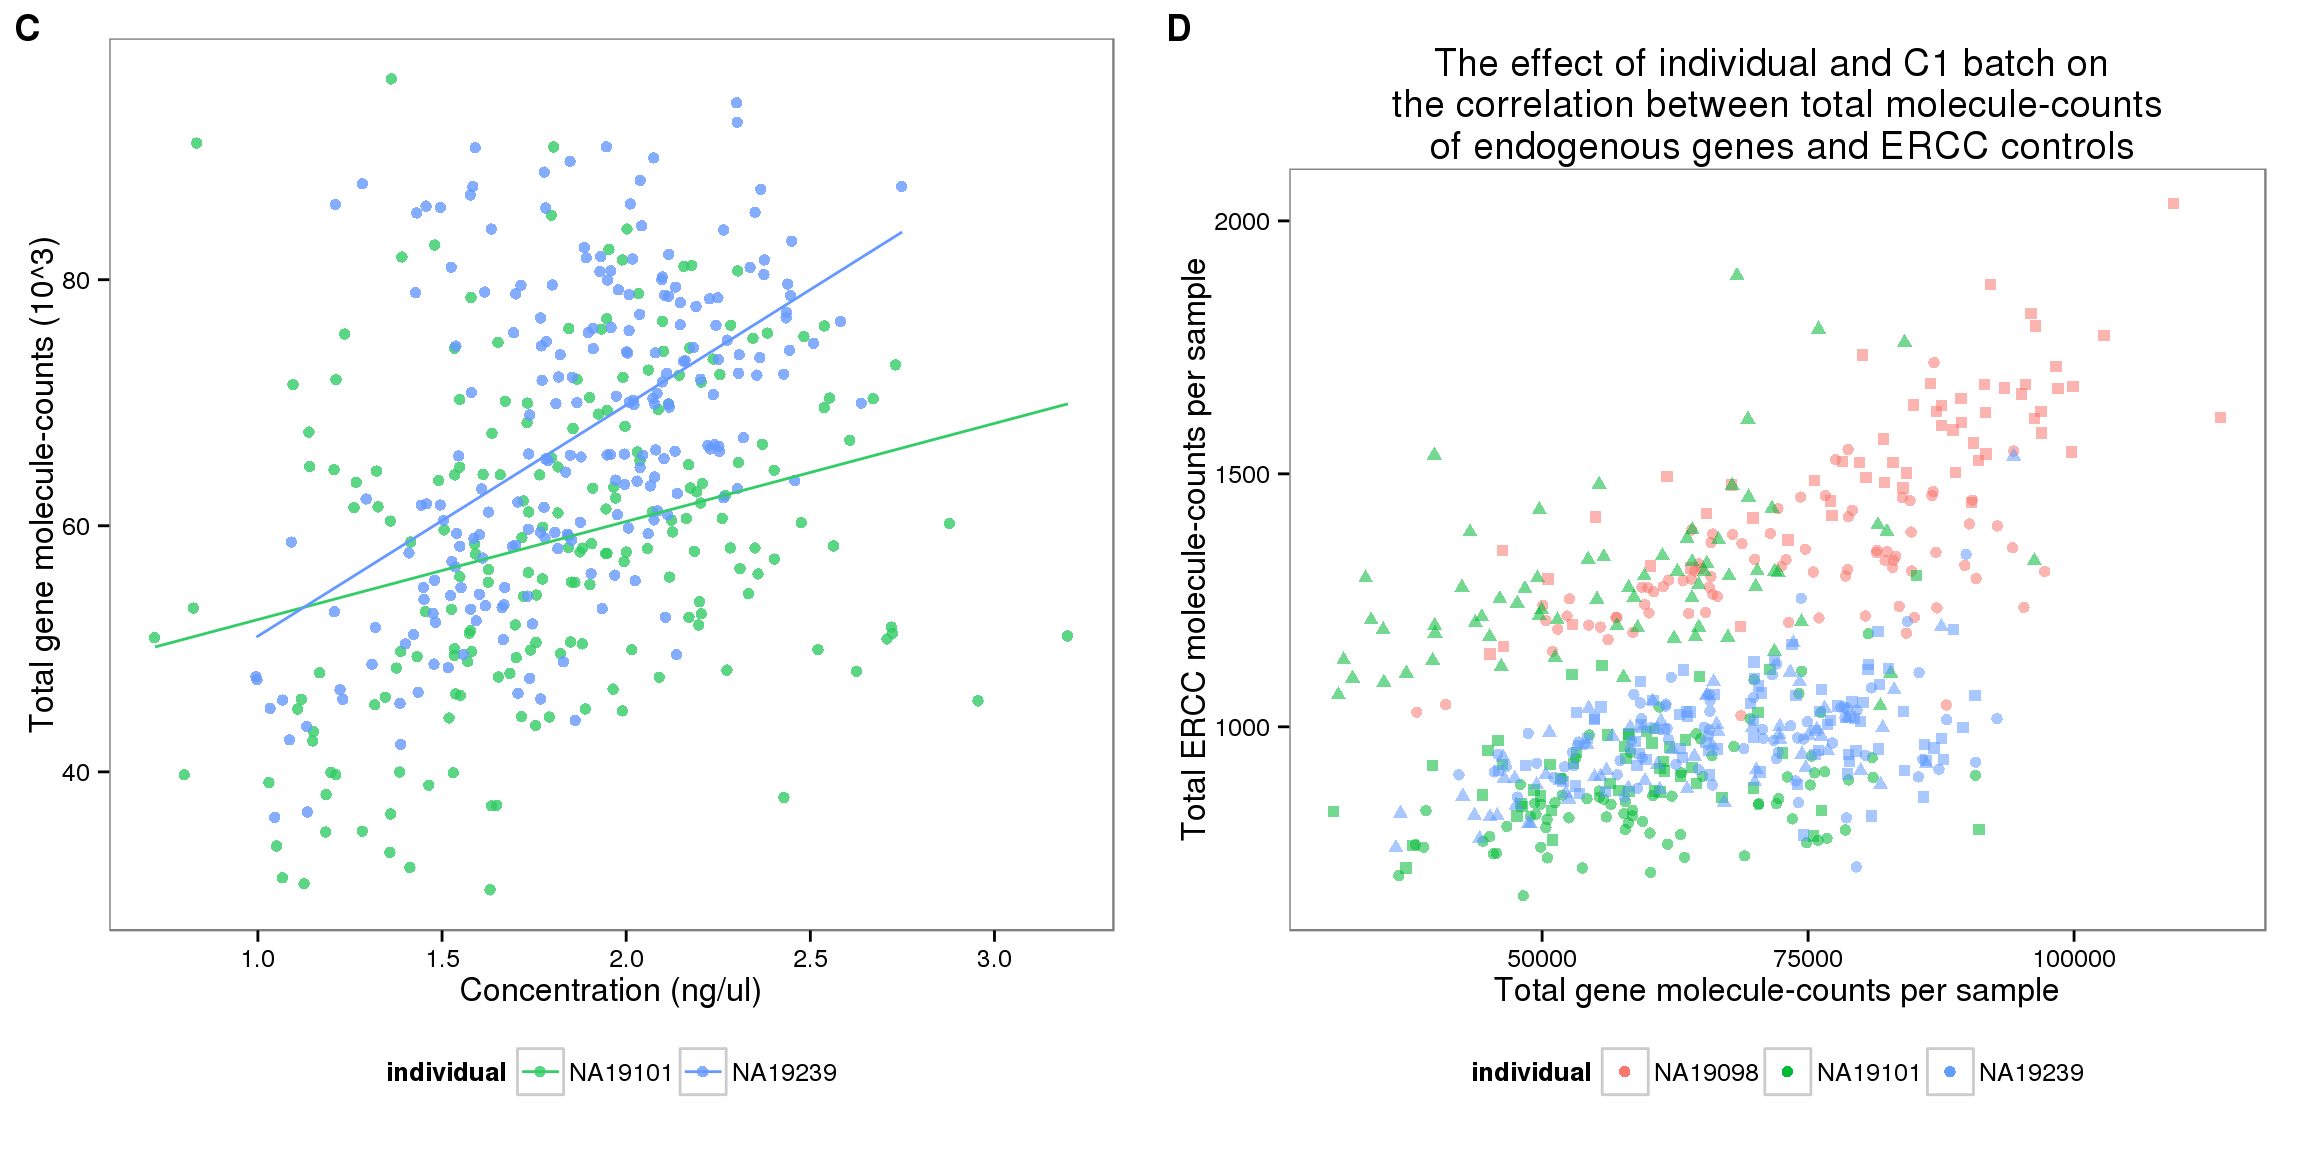 C
Total gene molecule-counts (10^3)
80
60
40
1.0 1.5 2.0 2.5 3.0
Concentration (ng/ul)
individual NA19101 NA19239
D
The effect of individual and C1 batch on
the correlation between total molecule-counts
of endogenous genes and ERCC controls
Total ERCC molecule-counts per sample
2000
1500
1000
50000 75000 100000
Total gene molecule-counts per sample
individual NA19098 NA19101 NA19239